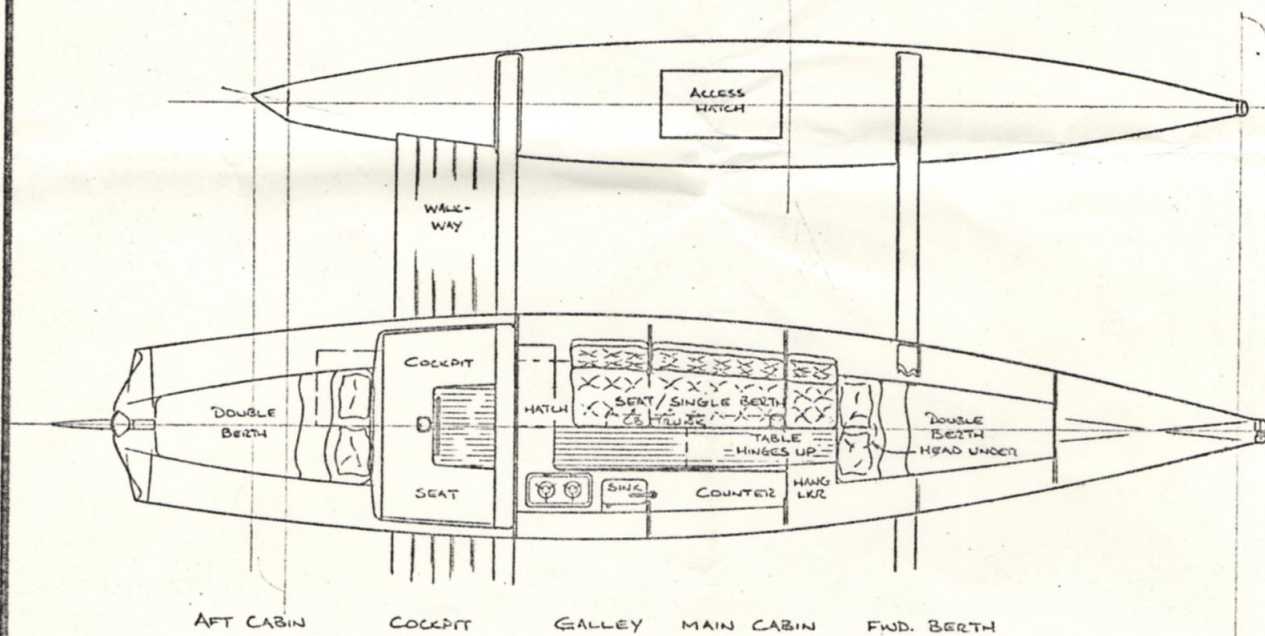 ACCESS
HATCH
WALK-
WAY
COCKPIT
DOUBLE
BERTH
HATCH
SEAT/SINGLE BERTH
CB TRUNK
TABLE
HINGES UP
DOUBLE
BERTH
HEAD UNDER
SEAT
SINK
COUNTER
HANG
LKR
AFT CABIN
COCKPIT
GALLEY
MAIN CABIN
FWD. BERTH